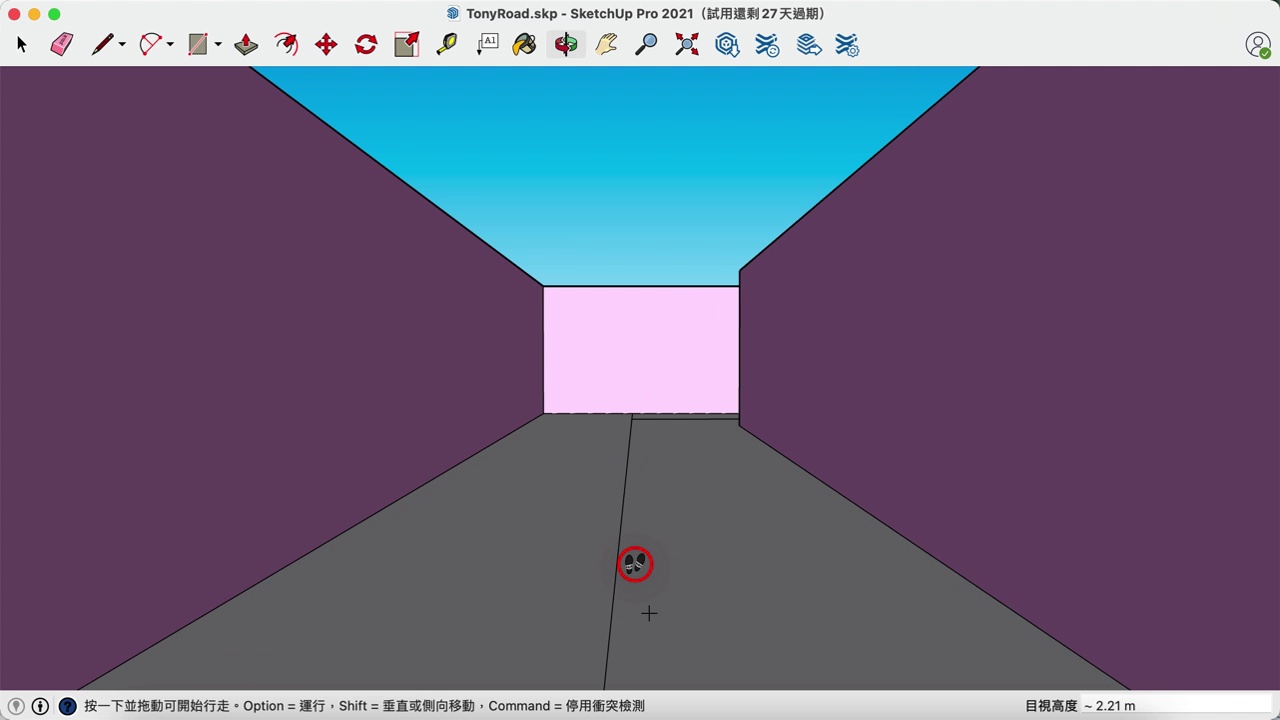 TonyRoad.skp - SketchUp Pro 2021（試用還剩 27 天過期）
A1
?
按一下並拖動可開始行走。Option = 運行，Shift = 垂直或側向移動，Command = 停用衝突檢測
目視高度 ~ 2.21 m